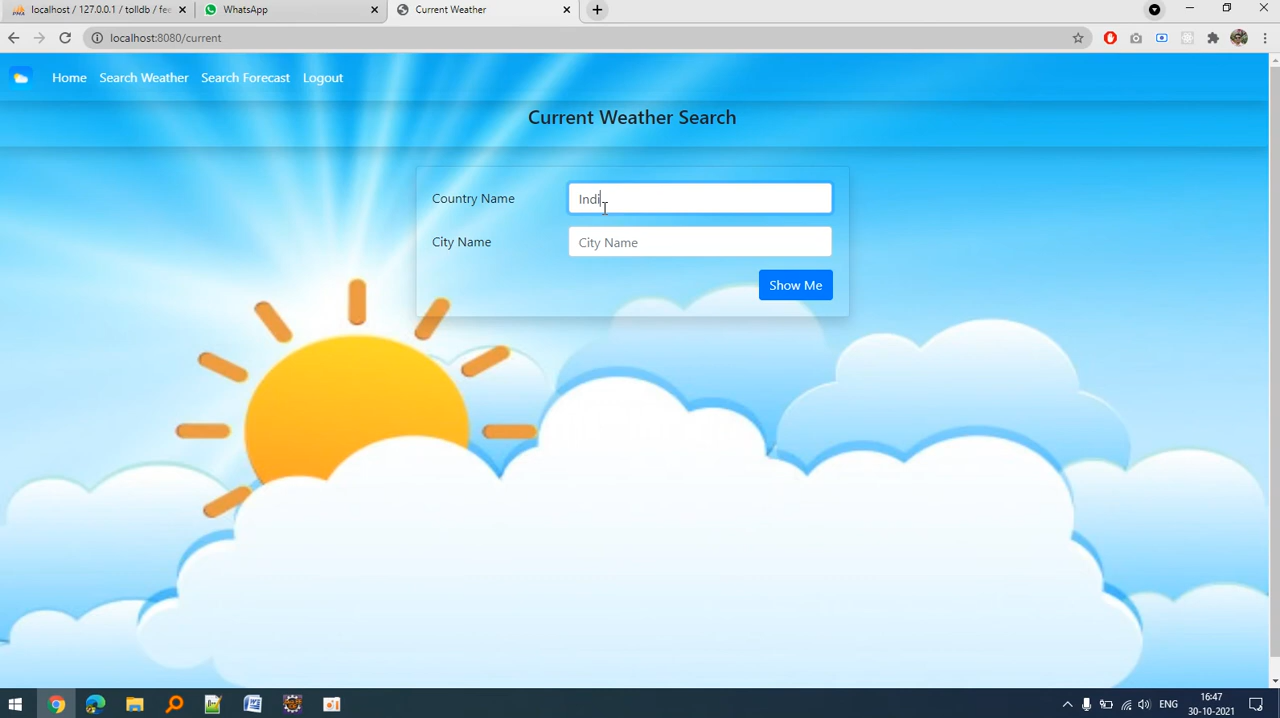 localhost / 127.0.0.1 / tolldb / fee
WhatsApp
Current Weather
localhost:8080/current
Home Search Weather Search Forecast Logout
Current Weather Search
Country Name Indi
City Name City Name
Show Me
ENG
16:47
30-10-2021